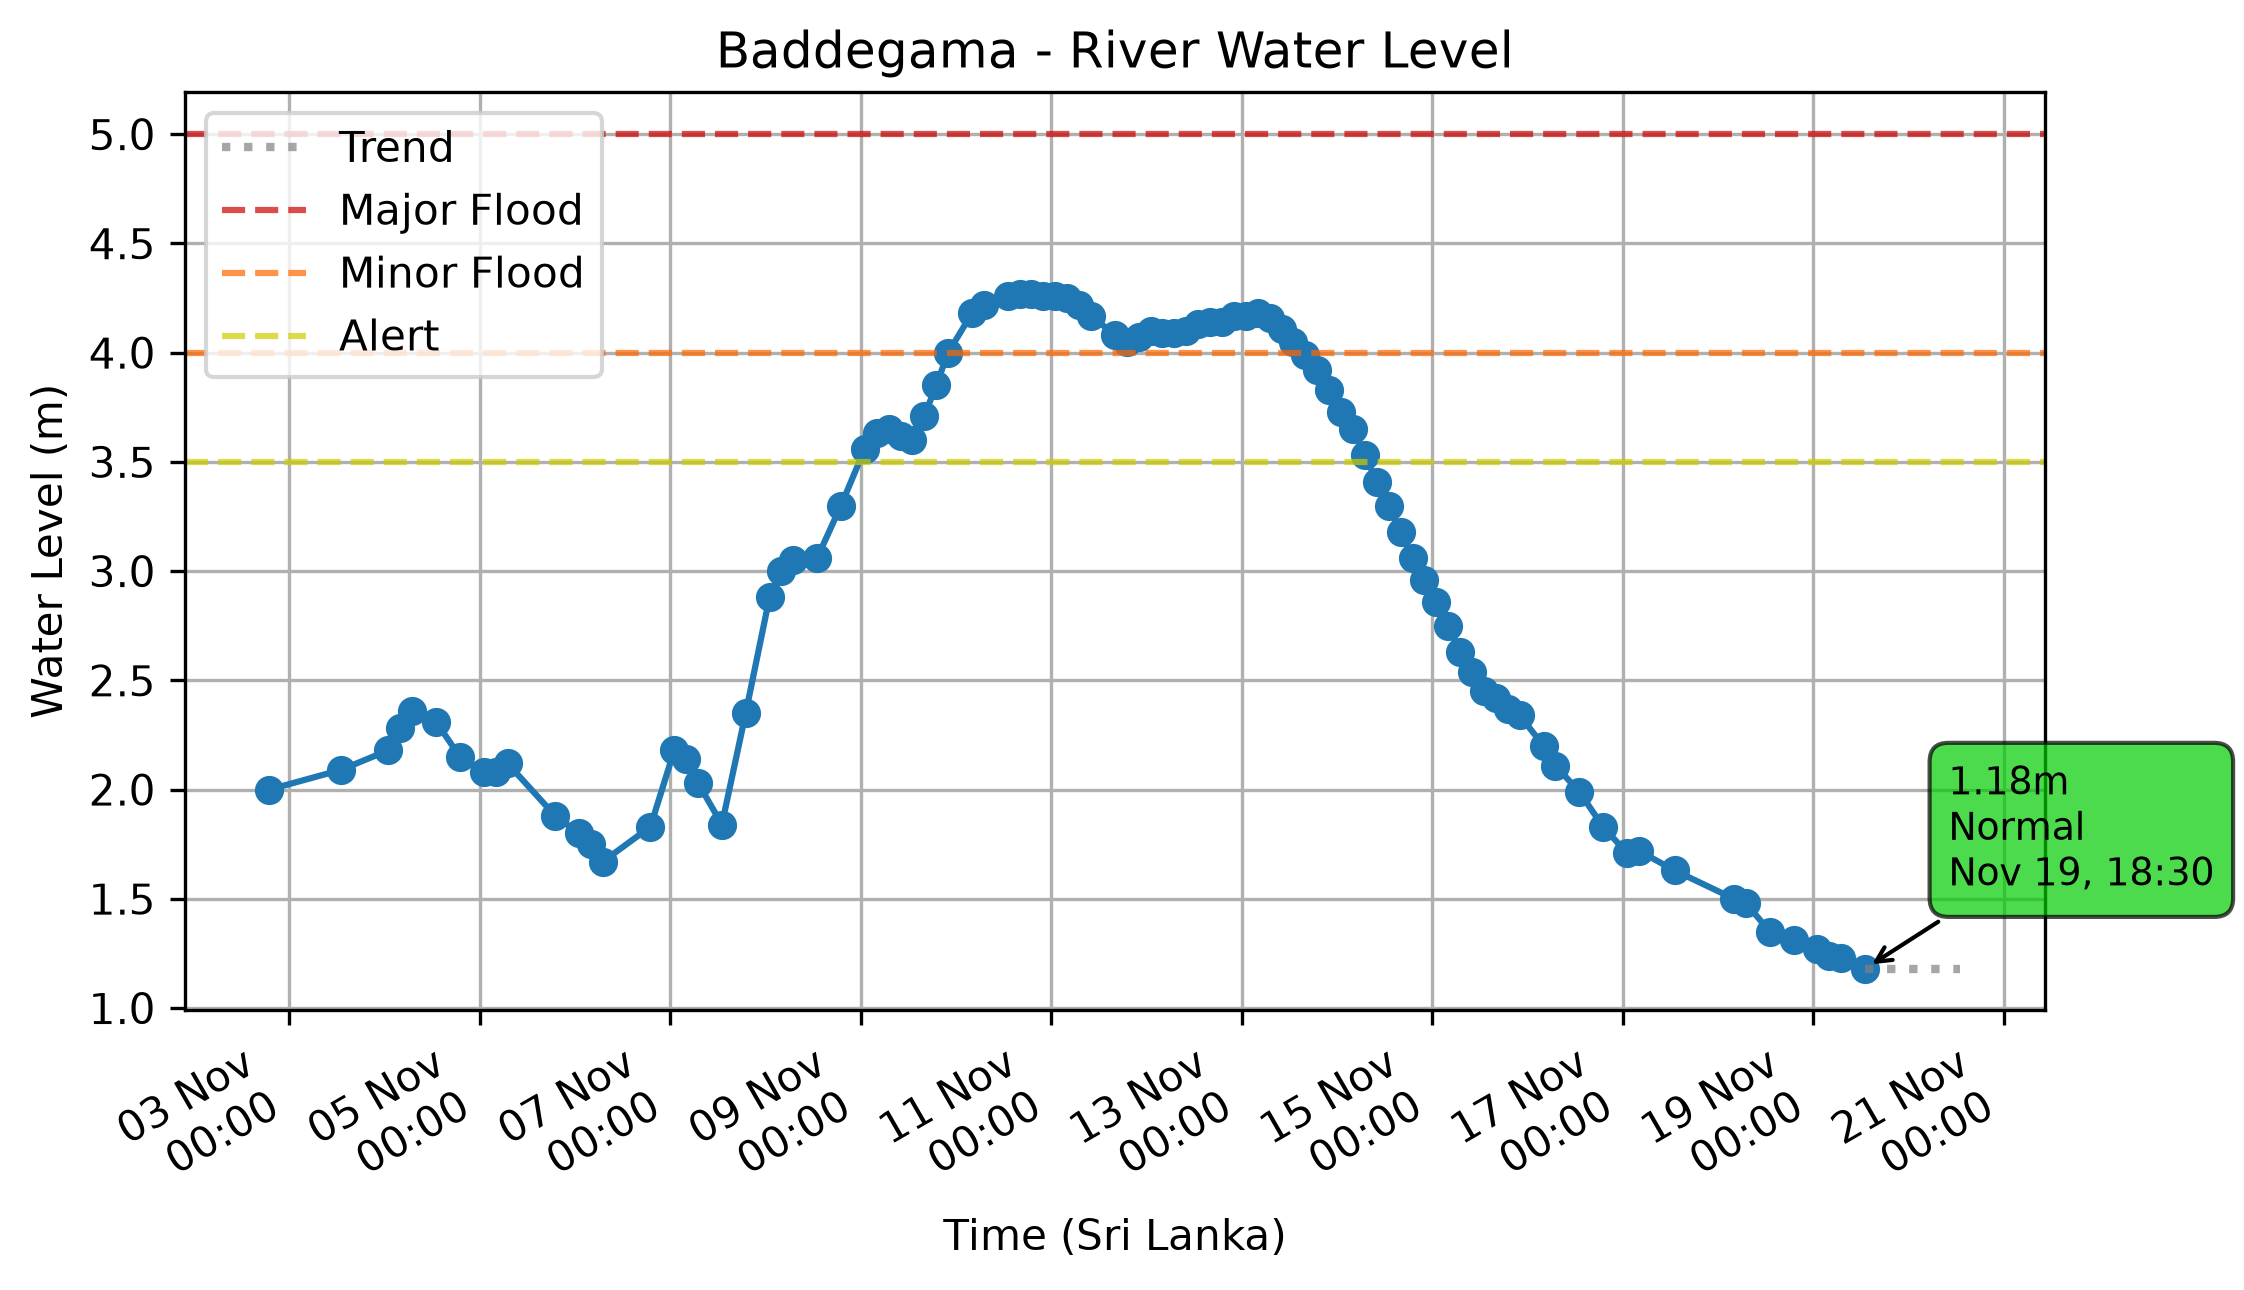 Baddegama - River Water Level
Trend
Major Flood
Minor Flood
Alert
5.0
4.5
4.0
3.5
3.0
2.5
2.0
1.5
1.0
Water Level (m)
1.18m
Normal
Nov 19, 18:30
03 Nov
00:00
05 Nov
00:00
07 Nov
00:00
09 Nov
00:00
11 Nov
00:00
13 Nov
00:00
15 Nov
00:00
17 Nov
00:00
19 Nov
00:00
21 Nov
00:00
Time (Sri Lanka)